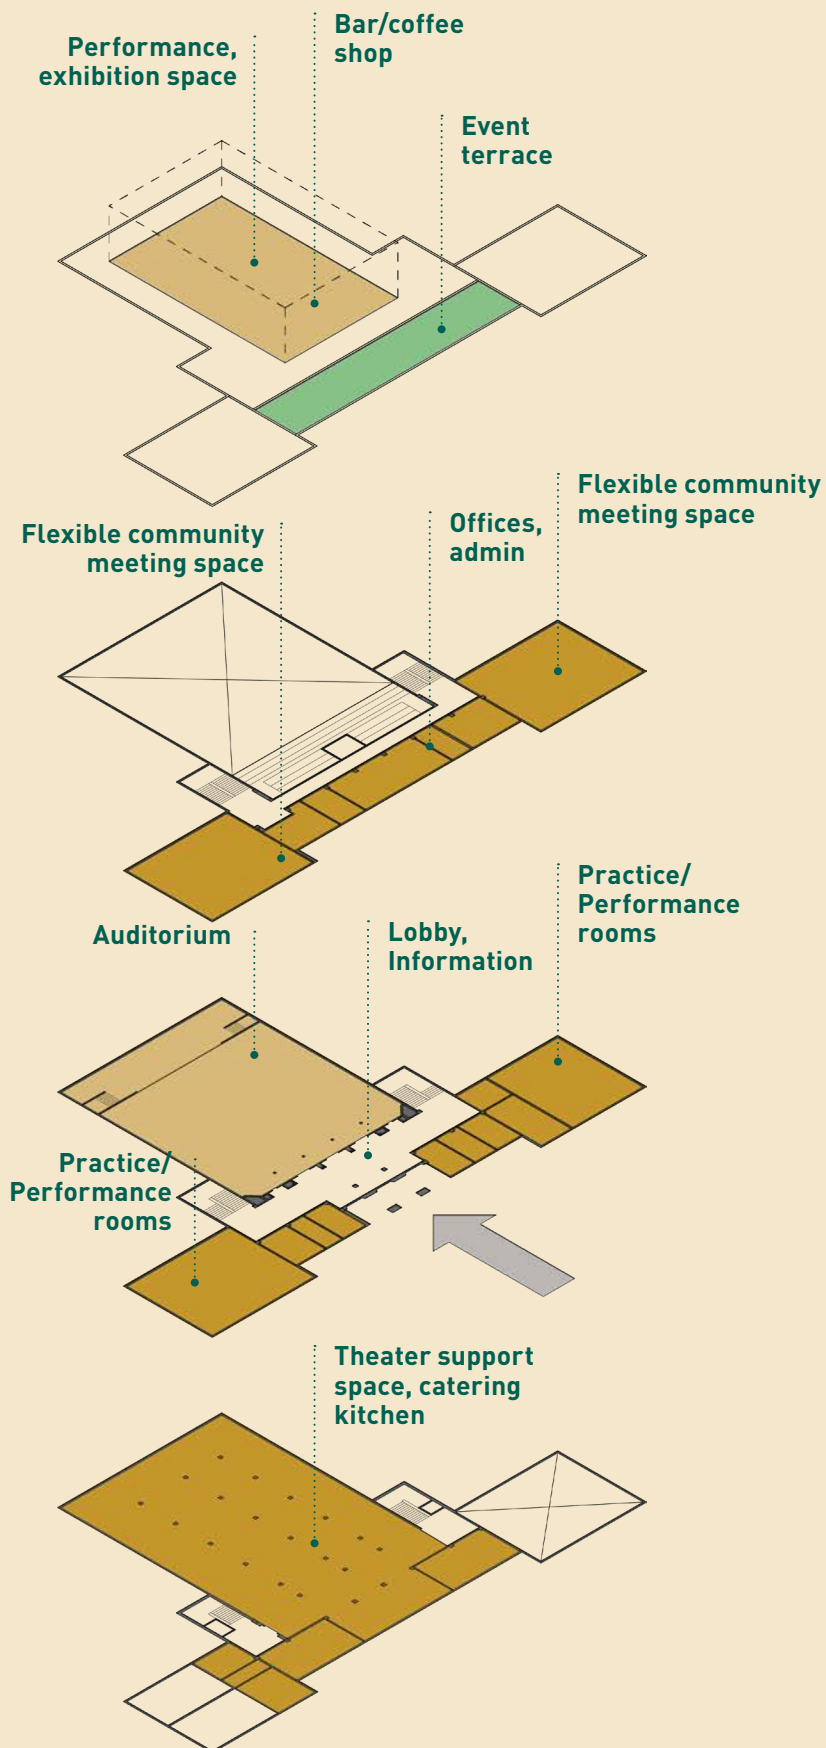 Bar/coffee
shop
Performance,
exhibition space
Event
terrace
Flexible community
meeting space
Offices,
admin
Flexible community
meeting space
Practice/
Performance
rooms
Auditorium
Lobby,
Information
Practice/
Performance
rooms
Theater support
space, catering
kitchen